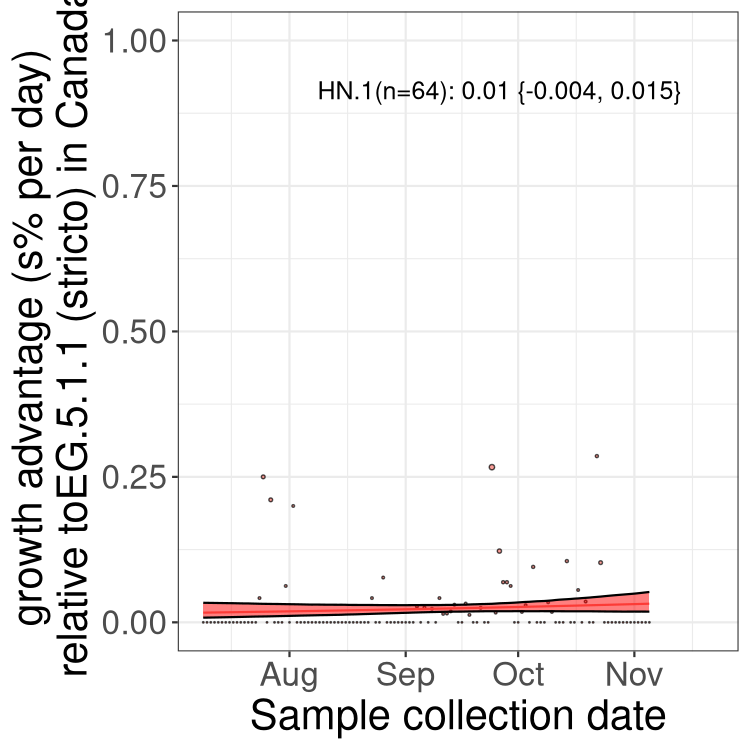 growth advantage (s% per day)
relative toEG.5.1.1 (stricto) in Canada
1.00
0.75
0.50
0.25
0.00
HN.1(n=64): 0.01 {-0.004, 0.015}
Aug Sep Oct Nov
Sample collection date